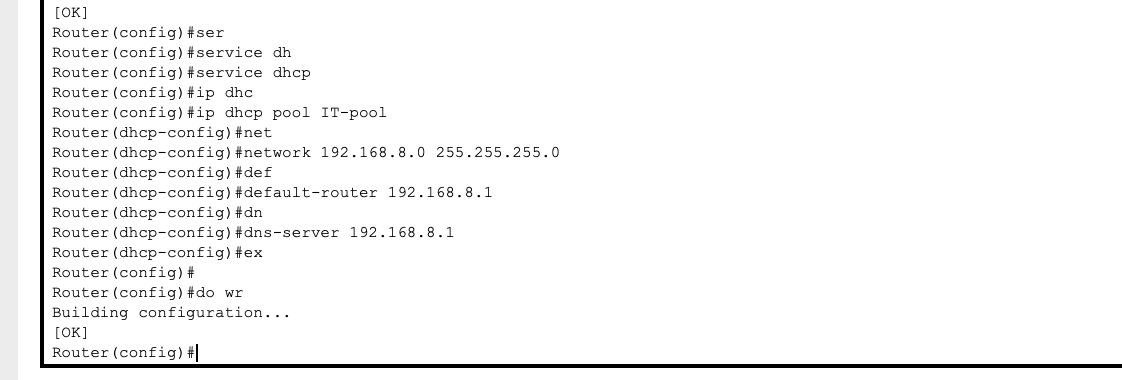 [OK]
Router(config)#ser
Router(config)#service dh
Router(config)#service dhcp
Router(config)#ip dhc
Router(config)#ip dhcp pool IT-pool
Router(dhcp-config)#net
Router(dhcp-config)#network 192.168.8.0 255.255.255.0
Router(dhcp-config)#def
Router(dhcp-config)#default-router 192.168.8.1
Router(dhcp-config)#dn
Router(dhcp-config)#dns-server 192.168.8.1
Router(dhcp-config)#ex
Router(config)#
Router(config)#do wr
Building configuration...
[OK]
Router(config)#